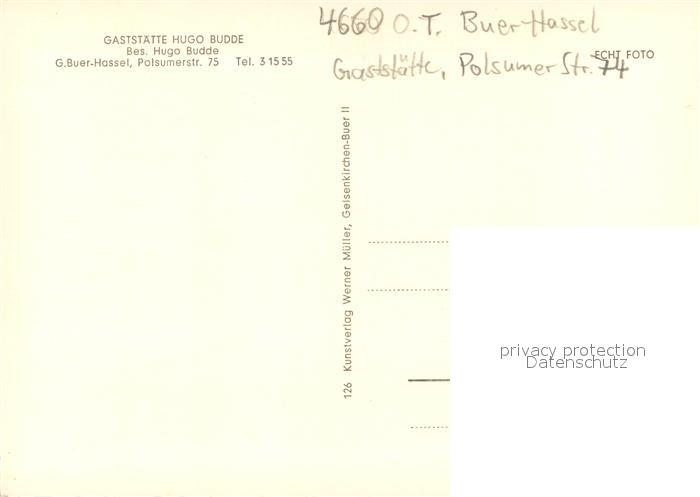 GASTSTÄTTE HUGO BUDDE
Bes. Hugo Budde
G.Buer-Hassel, Polsumerstr. 75 Tel. 31555
4660 O.T. Buer-Hassel
Gaststätte, Polsumer Str. 74
ECHT FOTO
126 Kunstverlag Werner Müller, Gelsenkirchen-Buer II
privacy protection
Datenschutz